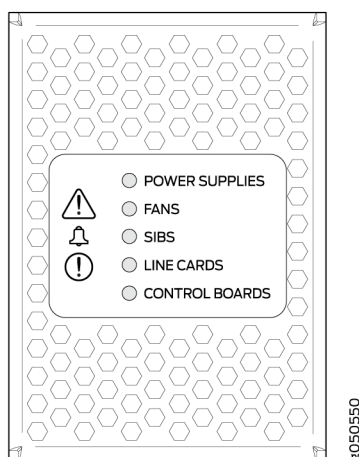 POWER SUPPLIES
FANS
SIBS
LINE CARDS
CONTROL BOARDS
g050550